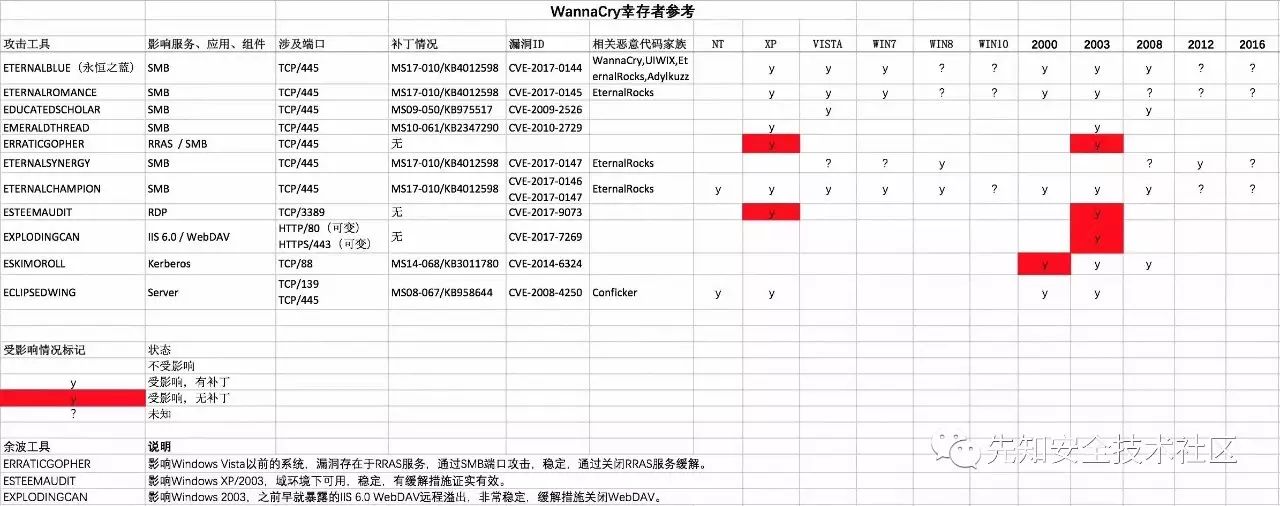 WannaCry幸存者参考
攻击工具 影响服务、应用、组件 涉及端口 补丁情况 漏洞ID 相关恶意代码家族 NT XP VISTA WIN7 WIN8 WIN10 2000 2003 2008 2012 2016
ETERNALBLUE（永恒之蓝） SMB TCP/445 MS17-010/KB4012598 CVE-2017-0144 WannaCry,UIWIX,EternalRocks,Adylkuzz y y y ? ? y y y ? ?
ETERNALROMANCE SMB TCP/445 MS17-010/KB4012598 CVE-2017-0145 EternalRocks y y y ? ? y y ? ? ?
EDUCATEDSCHOLAR SMB TCP/445 MS09-050/KB975517 CVE-2009-2526 y y
EMERALDTHREAD SMB TCP/445 MS10-061/KB2347290 CVE-2010-2729 y y
ERRATICGOPHER RRAS / SMB TCP/445 无 y y
ETERNALSYNERGY SMB TCP/445 MS17-010/KB4012598 CVE-2017-0147 EternalRocks ? ? y ? y ?
ETERNALCHAMPION SMB TCP/445 MS17-010/KB4012598 CVE-2017-0146 CVE-2017-0147 EternalRocks y y y y y ? y y y ? ?
ESTEEMAUDIT RDP TCP/3389 无 CVE-2017-9073 y y
EXPLODINGCAN IIS 6.0 / WebDAV HTTP/80（可变） HTTPS/443（可变） 无 CVE-2017-7269 y
ESKIMOROLL Kerberos TCP/88 MS14-068/KB3011780 CVE-2014-6324 y y y
ECLIPSEDWING Server TCP/139 TCP/445 MS08-067/KB958644 CVE-2008-4250 Conficker y y y y
受影响情况标记 状态
不受影响
y 受影响，有补丁
y 受影响，无补丁
? 未知
余波工具 说明
ERRATICGOPHER 影响Windows Vista以前的系统，漏洞存在于RRAS服务，通过SMB端口攻击，稳定，通过关闭RRAS服务缓解。
ESTEEMAUDIT 影响Windows XP/2003，域环境下可用，稳定，有缓解措施证实有效。
EXPLODINGCAN 影响Windows 2003，之前早就暴露的IIS 6.0 WebDAV远程溢出，非常稳定，缓解措施关闭WebDAV。
先知安全技术社区